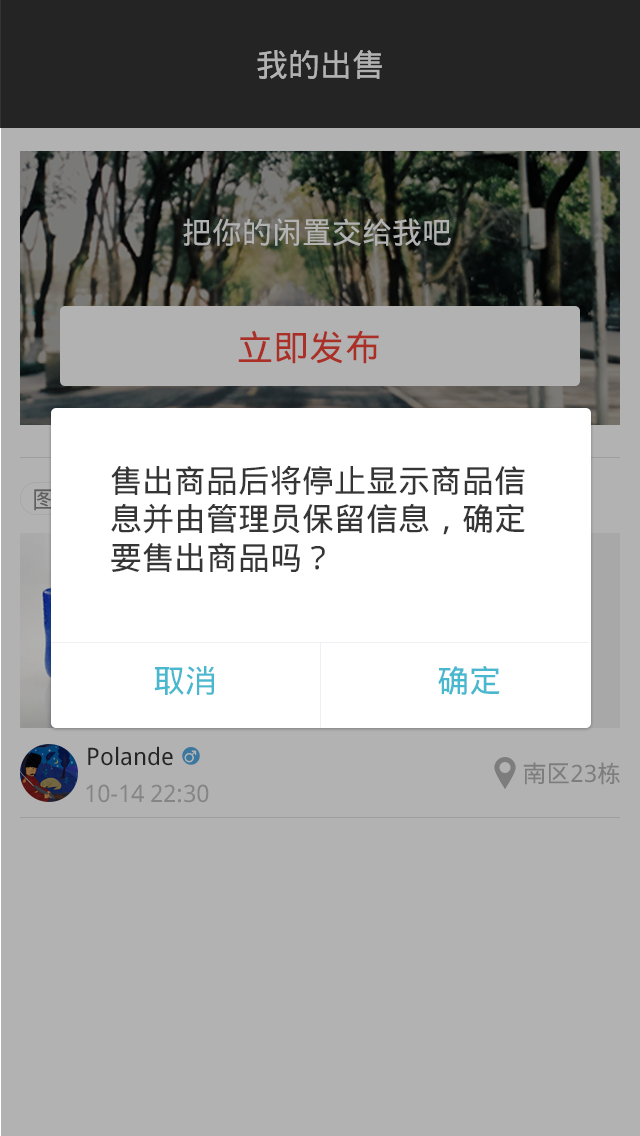 我的出售
把你的闲置交给我吧
立即发布
售出商品后将停止显示商品信
息并由管理员保留信息，确定
要售出商品吗？
取消
确定
Polande
10-14 22:30
南区23栋